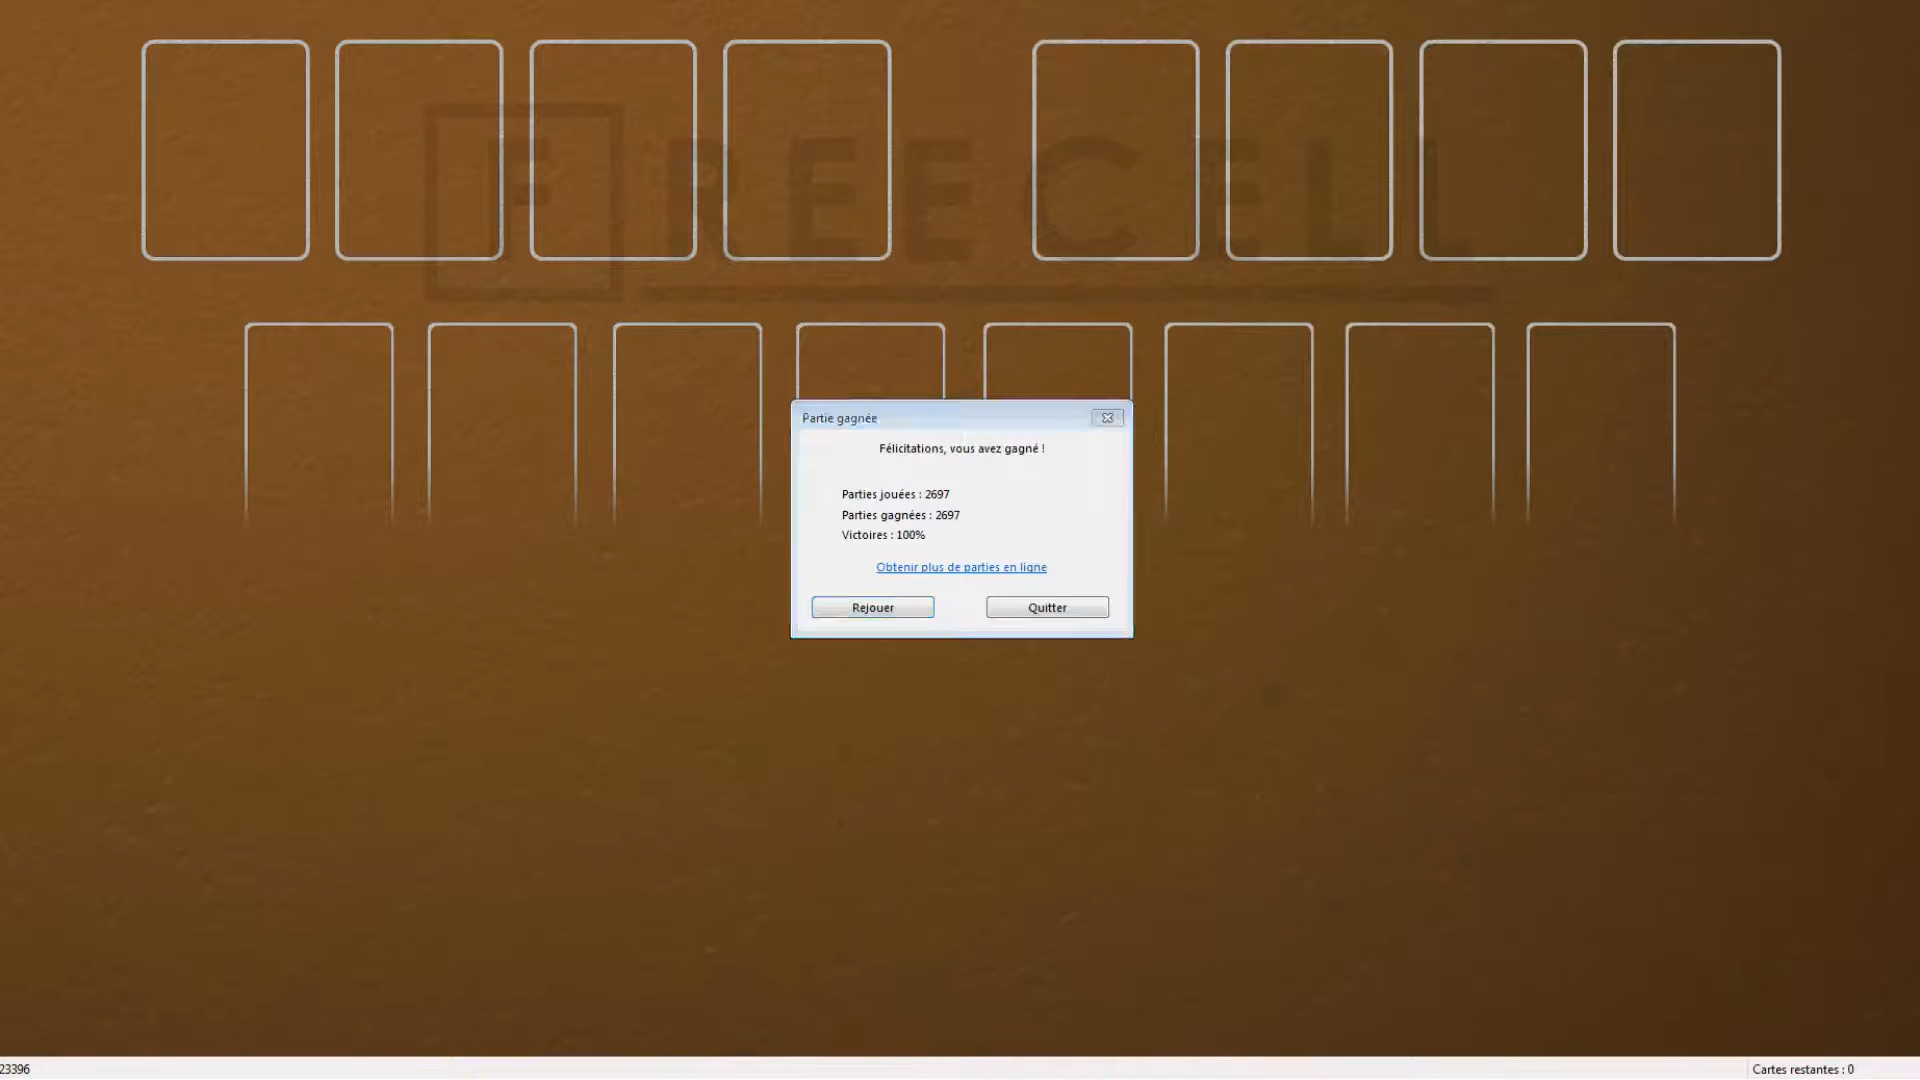 FREECELL
Partie gagnée
Félicitations, vous avez gagné !
Parties jouées : 2697
Parties gagnées : 2697
Victoires : 100%
Obtenir plus de parties en ligne
Rejouer
Quitter
23396
Cartes restantes : 0